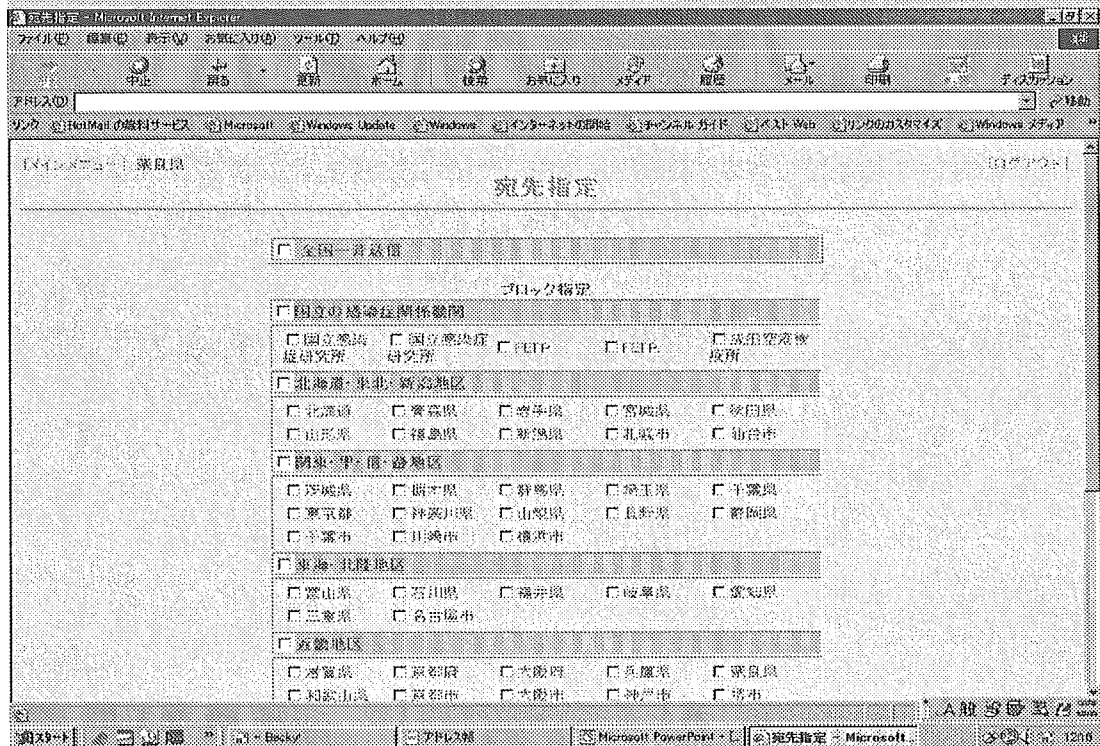 宛先指定 - Microsoft Internet Explorer
ファイル(F) 編集(E) 表示(V) お気に入り(A) ツール(T) ヘルプ(H)
中止 戻る 更新 ホーム 検索 お気に入り メディア 履歴 メール 印刷 ディスカッション
アドレス(D) 移動
リンク HotMail の無料サービス Microsoft Windows Update Windows インターネットの開始 チャンネル ガイド ベスト Web リンクのカスタマイズ Windows メディア
[メインメニュー] 奈良県 [ログアウト]
宛先指定
全国一斉送信
ブロック指定
国立の感染症関係機関
国立感染症研究所 国立感染症研究所 FETP FETP 成田空港検疫所
北海道・東北・新潟地区
北海道 青森県 岩手県 宮城県 秋田県
山形県 福島県 新潟県 札幌市 仙台市
関東・甲・信・静地区
茨城県 栃木県 群馬県 埼玉県 千葉県
東京都 神奈川県 山梨県 長野県 静岡県
千葉市 川崎市 横浜市
東海・北陸地区
富山県 石川県 福井県 岐阜県 愛知県
三重県 名古屋市
近畿地区
滋賀県 京都府 大阪府 兵庫県 奈良県
和歌山県 京都市 大阪市 神戸市 堺市
A般
スタート Becky! アドレス帳 Microsoft PowerPoint 宛先指定 - Microsoft... 12:10